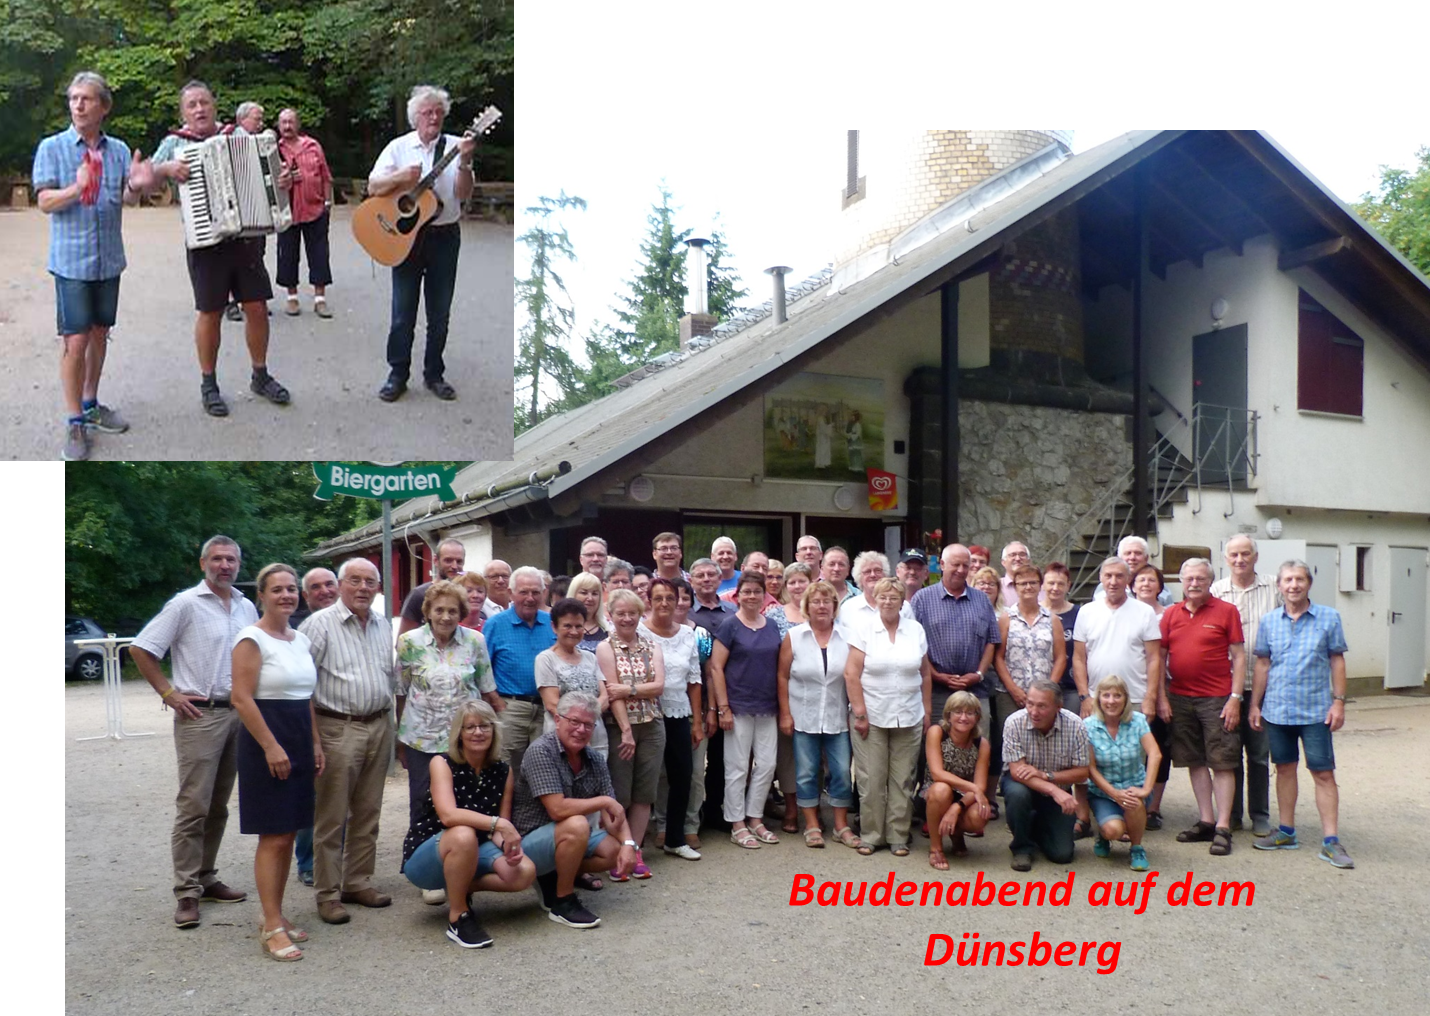 Biergarten
Baudenabend auf dem
Dünsberg